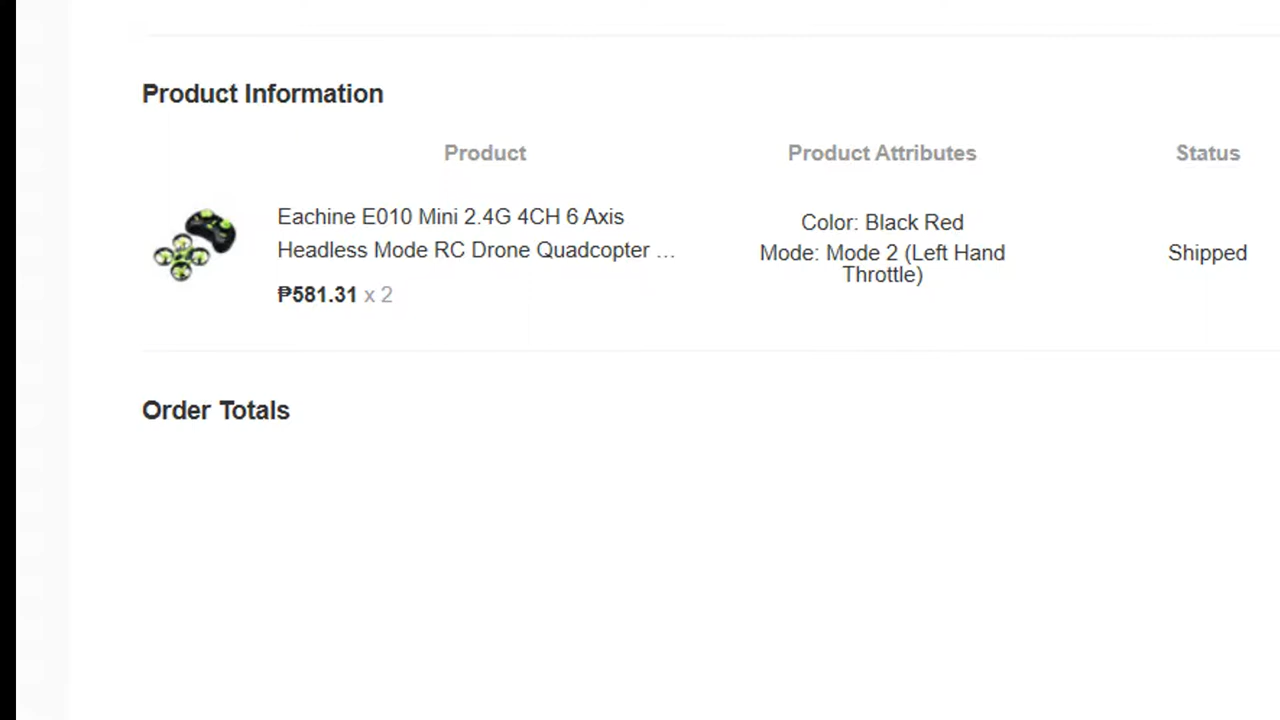 Product Information
Product Product Attributes Status
Eachine E010 Mini 2.4G 4CH 6 Axis
Headless Mode RC Drone Quadcopter ...
₱581.31 x 2
Color: Black Red
Mode: Mode 2 (Left Hand
Throttle)
Shipped
Order Totals